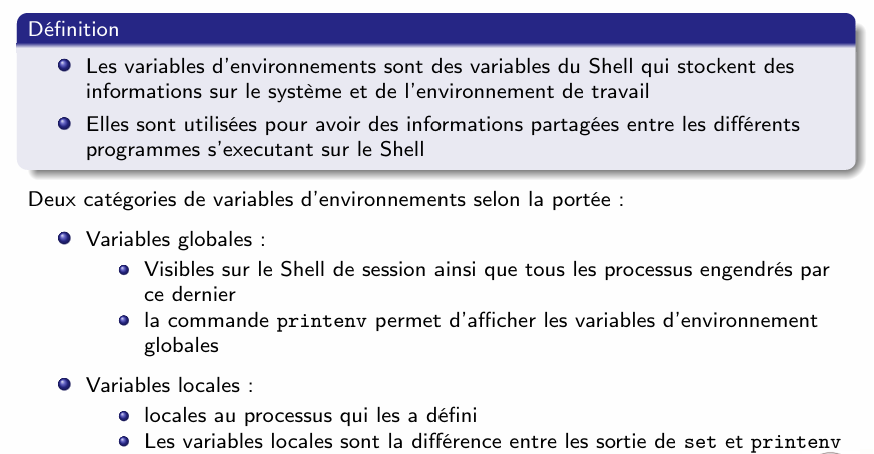 Définition
Les variables d'environnements sont des variables du Shell qui stockent des
informations sur le système et de l'environnement de travail
Elles sont utilisées pour avoir des informations partagées entre les différents
programmes s'executant sur le Shell
Deux catégories de variables d'environnements selon la portée :
Variables globales :
Visibles sur le Shell de session ainsi que tous les processus engendrés par
ce dernier
la commande printenv permet d'afficher les variables d'environnement
globales
Variables locales :
locales au processus qui les a défini
Les variables locales sont la différence entre les sortie de set et printenv